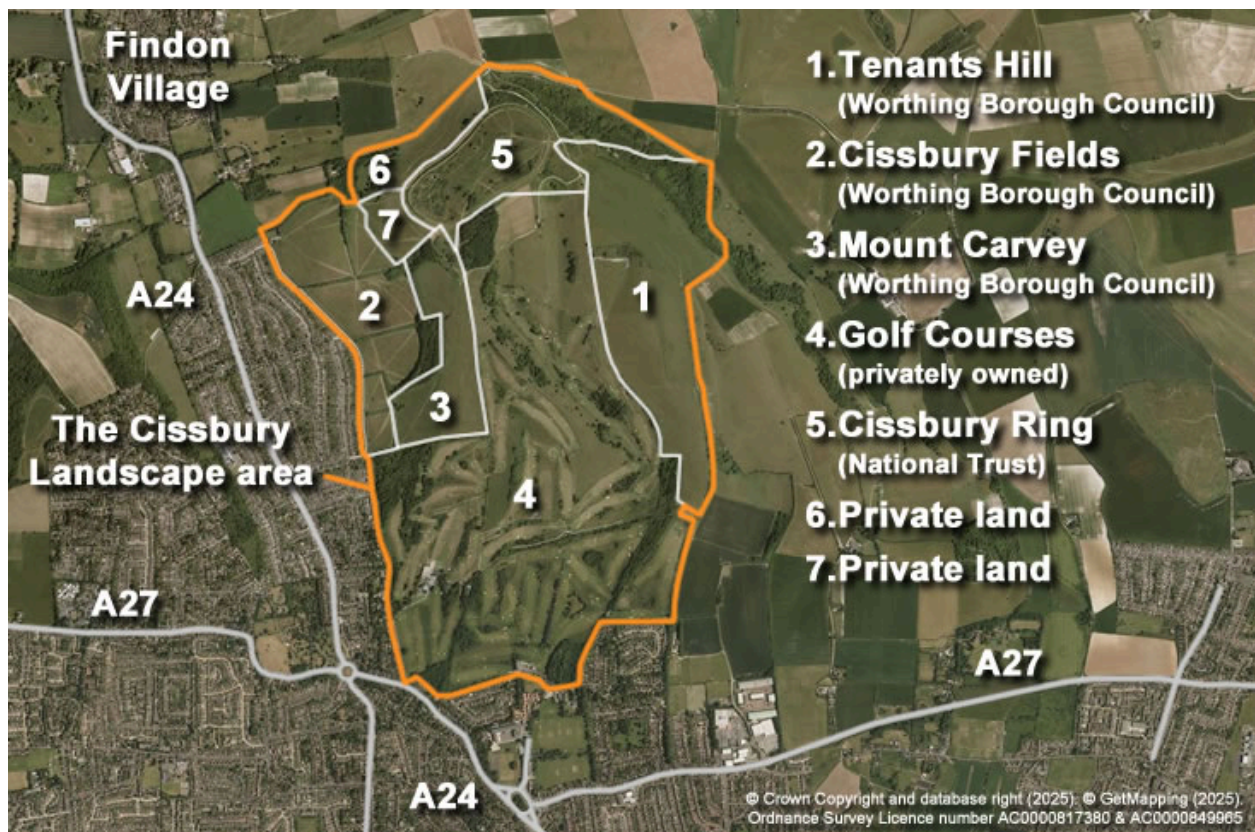 Findon
Village
1.Tenants Hill
(Worthing Borough Council)
2.Cissbury Fields
(Worthing Borough Council)
3.Mount Carvey
(Worthing Borough Council)
4.Golf Courses
(privately owned)
5.Cissbury Ring
(National Trust)
6.Private land
7.Private land
6
5
7
A24
2
1
3
The Cissbury
Landscape area
4
A27
A27
A24
© Crown Copyright and database right (2025). © GetMapping (2025).
Ordnance Survey Licence number AC0000817380 & AC0000849965